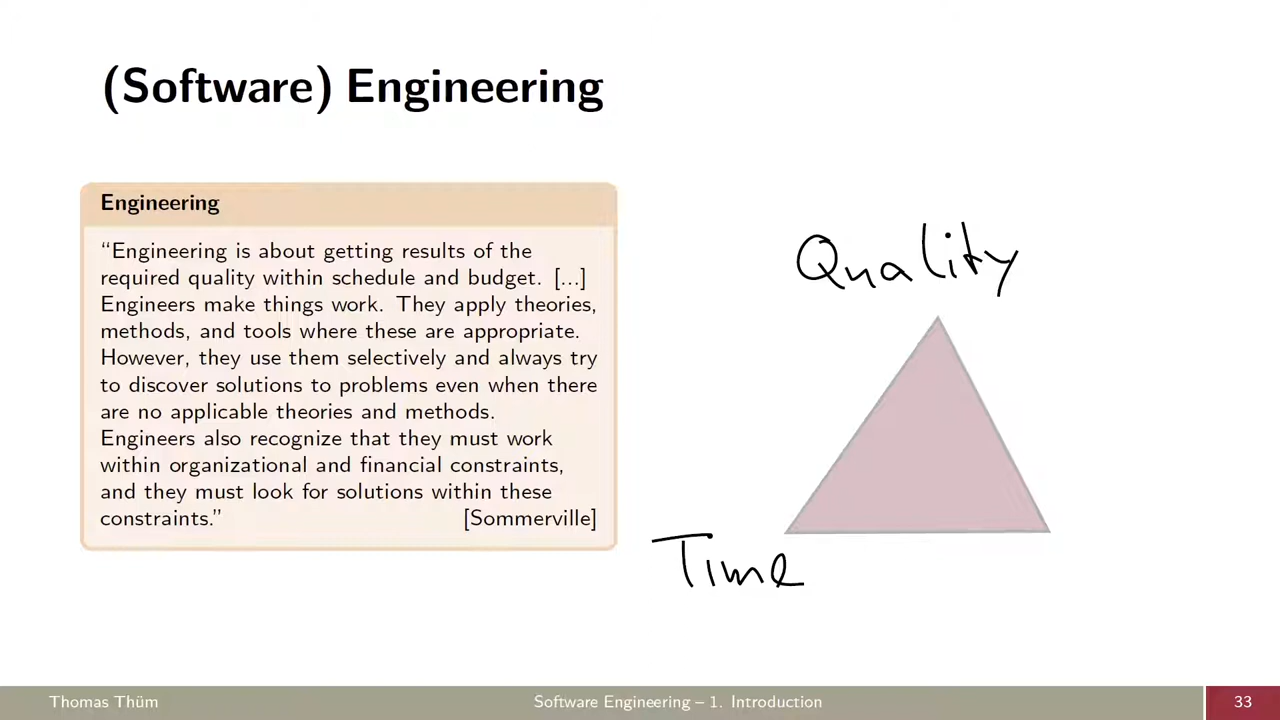 (Software) Engineering
Engineering
“Engineering is about getting results of the
required quality within schedule and budget. [...]
Engineers make things work. They apply theories,
methods, and tools where these are appropriate.
However, they use them selectively and always try
to discover solutions to problems even when there
are no applicable theories and methods.
Engineers also recognize that they must work
within organizational and financial constraints,
and they must look for solutions within these
constraints.” [Sommerville]
Quality
Time
Thomas Thüm
Software Engineering – 1. Introduction
33